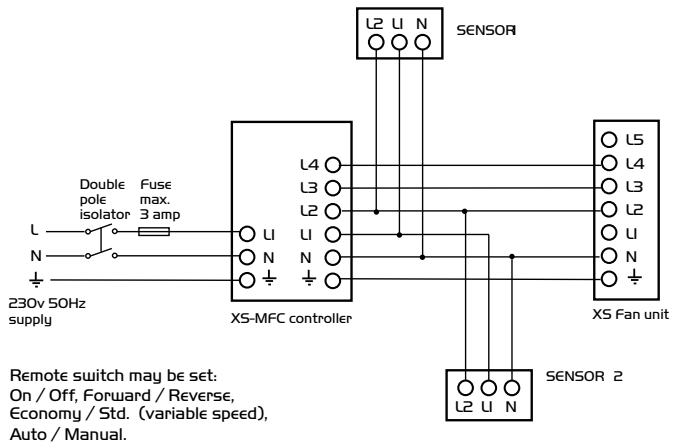 L2 L1 N
SENSOR1
L5
L4 L4
L3 L3
Double Fuse
pole max.
isolator 3 amp
L2 L2
L L1 L1 L1
N N N N
230v 50Hz
supply
XS-MFC controller
XS Fan unit
SENSOR 2
L2 L1 N
Remote switch may be set:
On / Off, Forward / Reverse,
Economy / Std. (variable speed),
Auto / Manual.